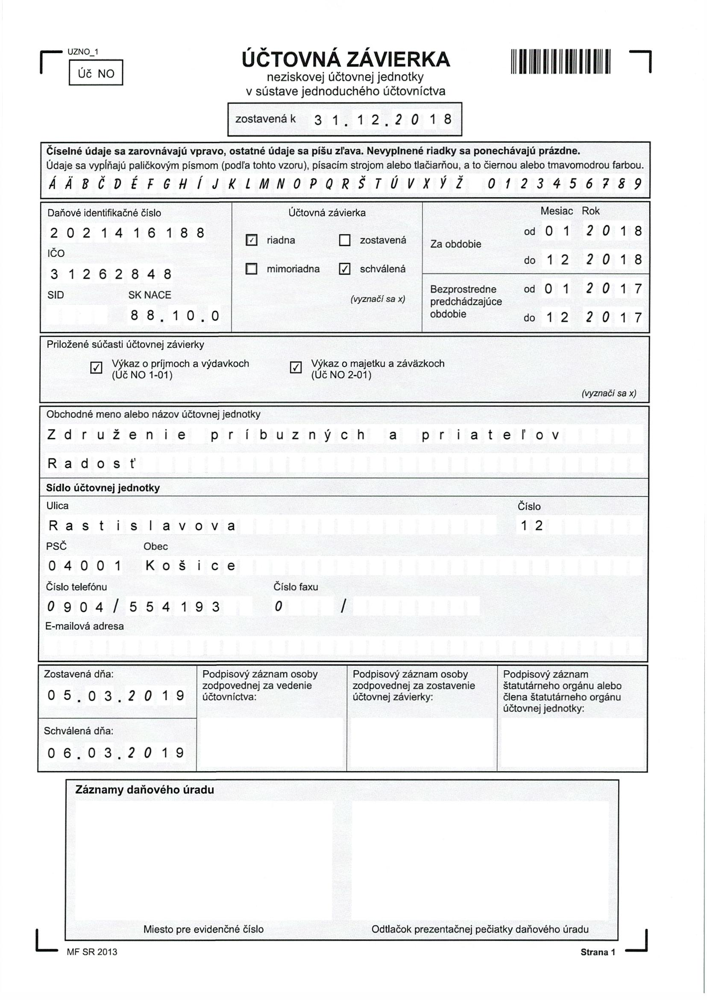 UZNO_1
Úč NO
ÚČTOVNÁ ZÁVIERKA
neziskovej účtovnej jednotky
v sústave jednoduchého účtovníctva
zostavená k 31.12.2018
Číselné údaje sa zarovnávajú vpravo, ostatné údaje sa píšu zľava. Nevyplnené riadky sa ponechávajú prázdne.
Údaje sa vypĺňajú paličkovým písmom (podľa tohto vzoru), písacím strojom alebo tlačiarňou, a to čiernou alebo tmavomodrou farbou.
Á Ä B Č D É F G H Í J K L M N O P Q R Š T Ú V X Ý Ž 0 1 2 3 4 5 6 7 8 9
Daňové identifikačné číslo
2021416188
IČO
31262848
SID SK NACE
88.10.0
Účtovná závierka
riadna zostavená
mimoriadna schválená
(vyznačí sa x)
Mesiac Rok
Za obdobie
od 01 2018
do 12 2018
Bezprostredne
predchádzajúce
obdobie
od 01 2017
do 12 2017
Priložené súčasti účtovnej závierky
Výkaz o príjmoch a výdavkoch
(Úč NO 1-01)
Výkaz o majetku a záväzkoch
(Úč NO 2-01)
(vyznačí sa x)
Obchodné meno alebo názov účtovnej jednotky
Združenie príbuzných a priateľov
Radosť
Sídlo účtovnej jednotky
Ulica Číslo
Rastislavova 12
PSČ Obec
04001 Košice
Číslo telefónu Číslo faxu
0904/554193 0 /
E-mailová adresa
Zostavená dňa:
05.03.2019
Schválená dňa:
06.03.2019
Podpisový záznam osoby
zodpovednej za vedenie
účtovníctva:
Podpisový záznam osoby
zodpovednej za zostavenie
účtovnej závierky:
Podpisový záznam
štatutárneho orgánu alebo
člena štatutárneho orgánu
účtovnej jednotky:
Záznamy daňového úradu
Miesto pre evidenčné číslo Odtlačok prezentačnej pečiatky daňového úradu
MF SR 2013 Strana 1